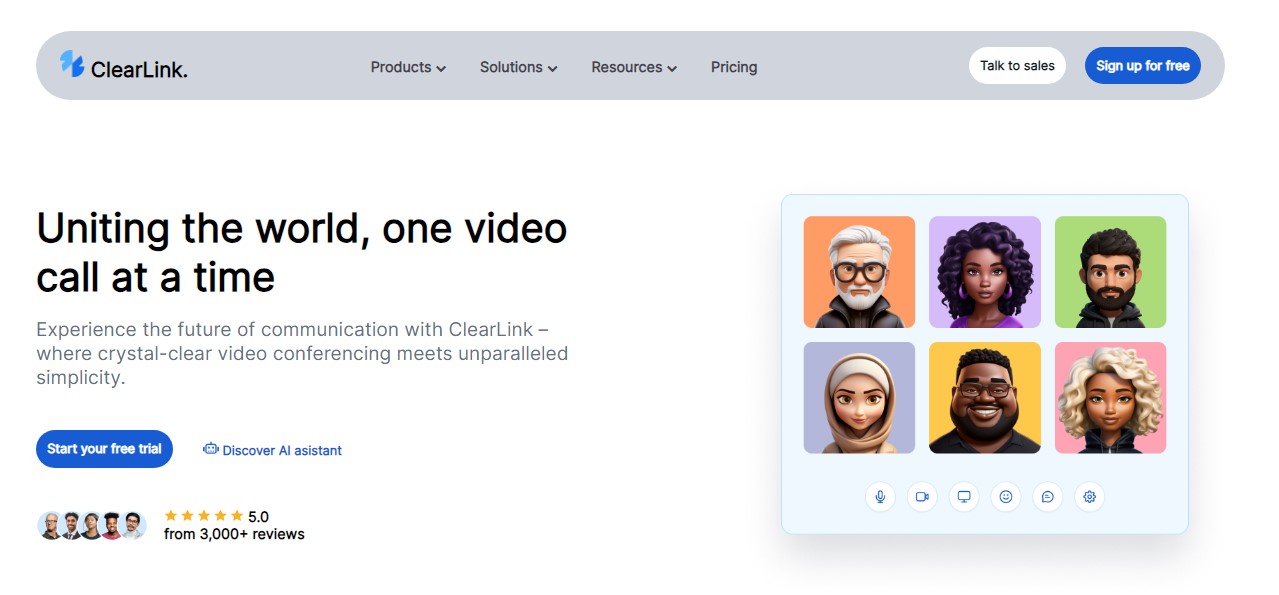 ClearLink.
Products
Solutions
Resources
Pricing
Talk to sales
Sign up for free
Uniting the world, one video
call at a time
Experience the future of communication with ClearLink –
where crystal-clear video conferencing meets unparalleled
simplicity.
Start your free trial
Discover AI asistant
5.0
from 3,000+ reviews